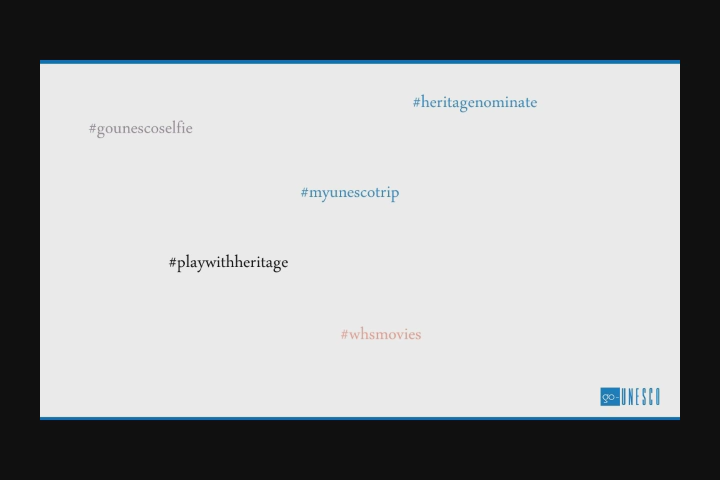 #heritagenominate
#gounescoselfie
#myunescotrip
#playwithheritage
#whsmovies
go-UNESCO